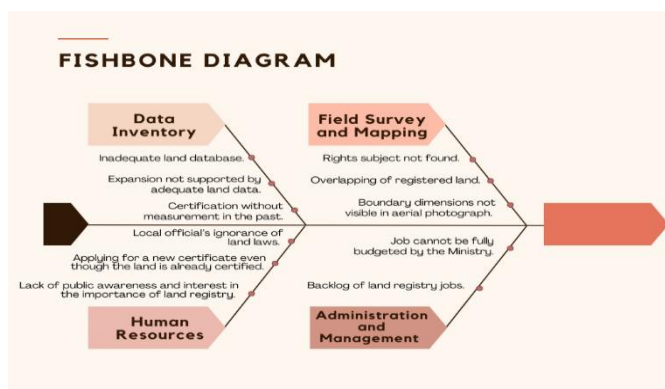 FISHBONE DIAGRAM
Data
Inventory
Inadequate land database.
Expansion not supported by
adequate land data.
Certification without
measurement in the past.
Field Survey
and Mapping
Rights subject not found.
Overlapping of registered land.
Boundary dimensions not
visible in aerial photograph.
Local official's ignorance of
land laws.
Applying for a new certificate even
though the land is already certified.
Lack of public awareness and interest in
the importance of land registry.
Human
Resources
Job cannot be fully
budgeted by the Ministry.
Backlog of land registry jobs.
Administration
and
Management